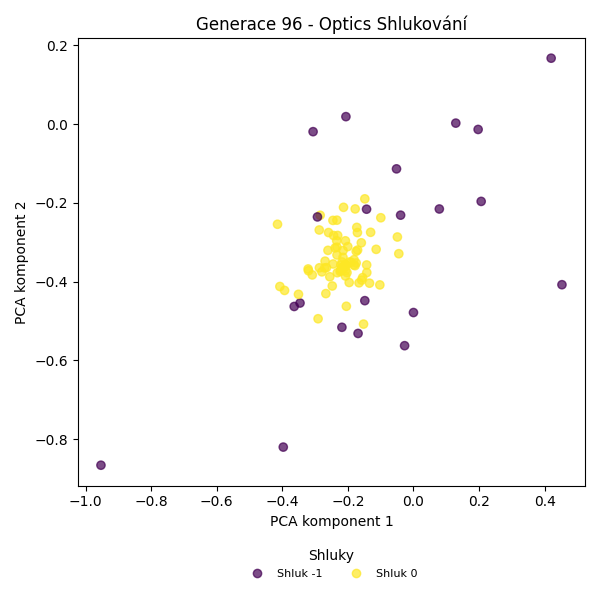 Generace 96 - Optics Shlukování
0.2
0.0
−0.2
−0.4
−0.6
−0.8
PCA komponent 2
−1.0
−0.8
−0.6
−0.4
−0.2
0.0
0.2
0.4
PCA komponent 1
Shluky
Shluk -1
Shluk 0